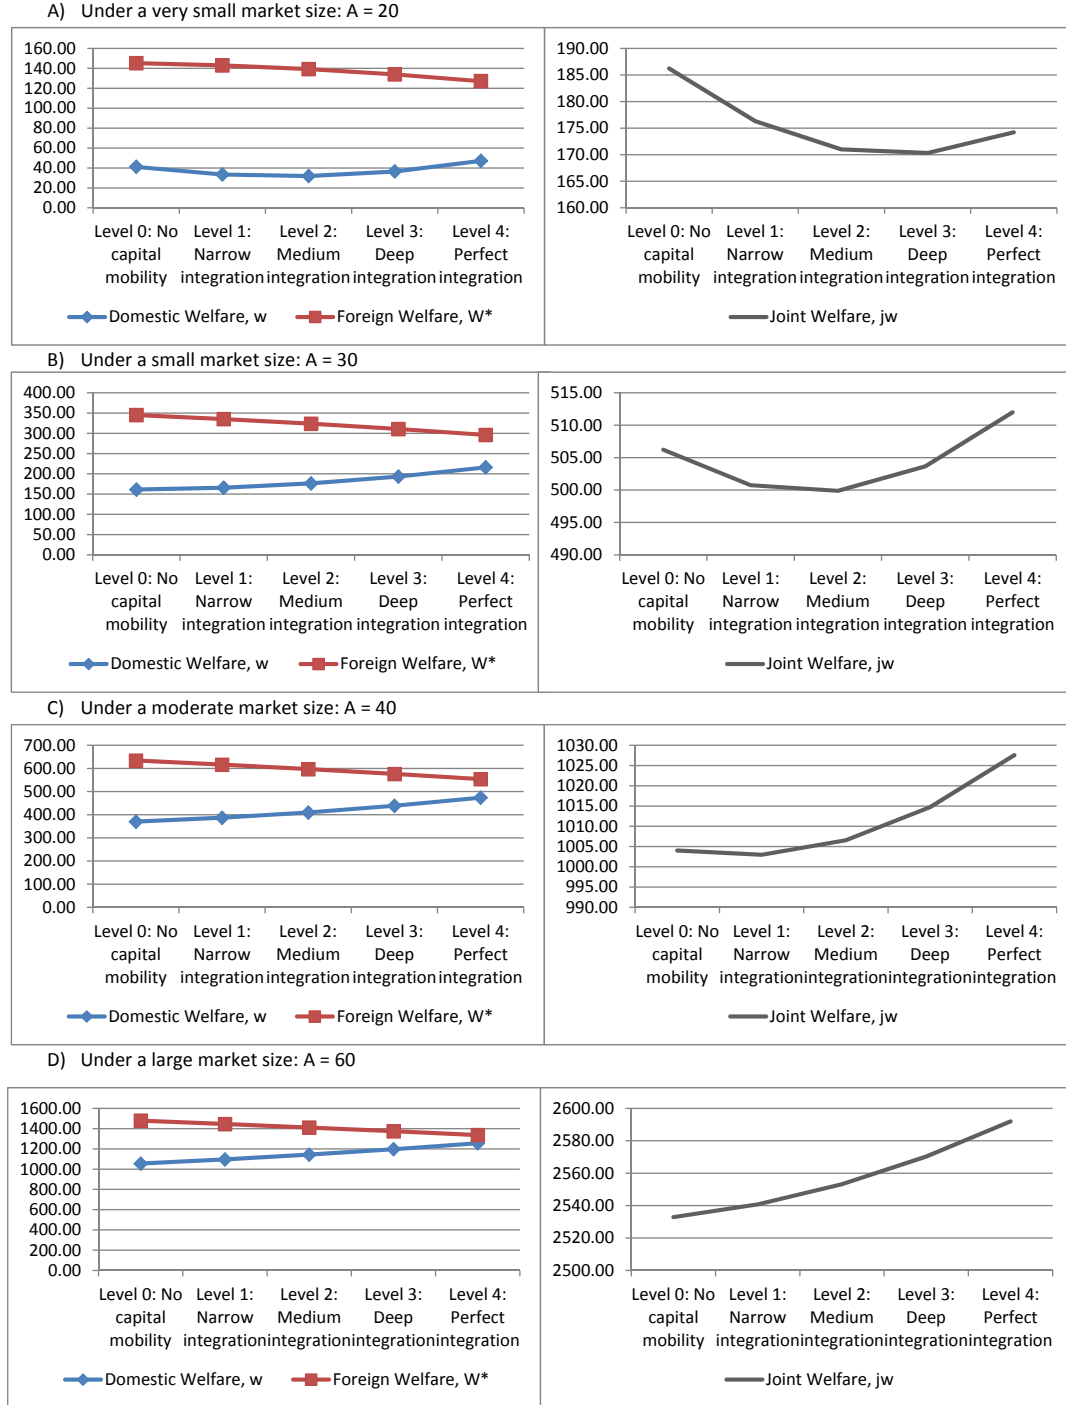 A) Under a very small market size: A = 20
160.00
140.00
120.00
100.00
80.00
60.00
40.00
20.00
0.00
Level 0: No Level 1: Level 2: Level 3: Level 4:
capital Narrow Medium Deep Perfect
mobility integration integration integration integration
Domestic Welfare, w Foreign Welfare, W*
190.00
185.00
180.00
175.00
170.00
165.00
160.00
Level 0: No Level 1: Level 2: Level 3: Level 4:
capital Narrow Medium Deep Perfect
mobility integration integration integration integration
Joint Welfare, jw
B) Under a small market size: A = 30
400.00
350.00
300.00
250.00
200.00
150.00
100.00
50.00
0.00
Level 0: No Level 1: Level 2: Level 3: Level 4:
capital Narrow Medium Deep Perfect
mobility integration integration integration integration
Domestic Welfare, w Foreign Welfare, W*
515.00
510.00
505.00
500.00
495.00
490.00
Level 0: No Level 1: Level 2: Level 3: Level 4:
capital Narrow Medium Deep Perfect
mobility integration integration integration integration
Joint Welfare, jw
C) Under a moderate market size: A = 40
700.00
600.00
500.00
400.00
300.00
200.00
100.00
0.00
Level 0: No Level 1: Level 2: Level 3: Level 4:
capital Narrow Medium Deep Perfect
mobility integration integration integration integration
Domestic Welfare, w Foreign Welfare, W*
1030.00
1025.00
1020.00
1015.00
1010.00
1005.00
1000.00
995.00
990.00
Level 0: No Level 1: Level 2: Level 3: Level 4:
capital Narrow Medium Deep Perfect
mobility integration integration integration integration
Joint Welfare, jw
D) Under a large market size: A = 60
1600.00
1400.00
1200.00
1000.00
800.00
600.00
400.00
200.00
0.00
Level 0: No Level 1: Level 2: Level 3: Level 4:
capital Narrow Medium Deep Perfect
mobility integration integration integration integration
Domestic Welfare, w Foreign Welfare, W*
2600.00
2580.00
2560.00
2540.00
2520.00
2500.00
Level 0: No Level 1: Level 2: Level 3: Level 4:
capital Narrow Medium Deep Perfect
mobility integration integration integration integration
Joint Welfare, jw